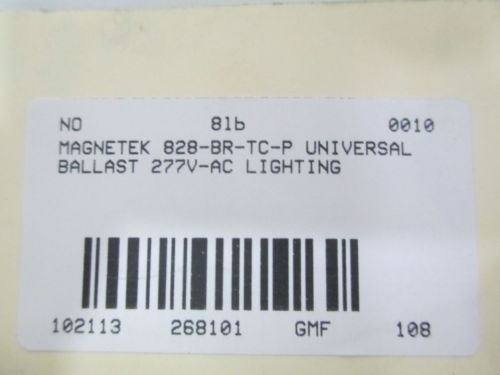 NO 81b 0010
MAGNETEK 828-BR-TC-P UNIVERSAL
BALLAST 277V-AC LIGHTING
102113 268101 GMF 108